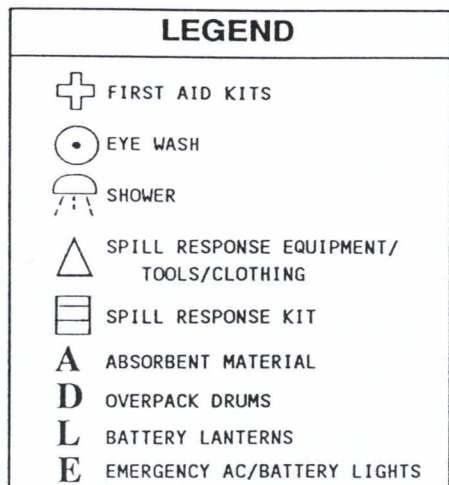 LEGEND
FIRST AID KITS
EYE WASH
SHOWER
SPILL RESPONSE EQUIPMENT/
TOOLS/CLOTHING
SPILL RESPONSE KIT
A ABSORBENT MATERIAL
D OVERPACK DRUMS
L BATTERY LANTERNS
E EMERGENCY AC/BATTERY LIGHTS